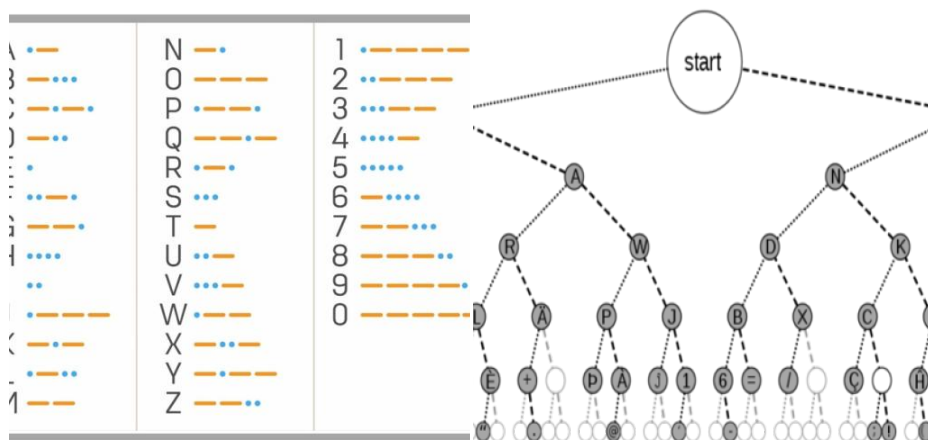 N
O
P
Q
R
S
T
U
V
W
X
Y
Z
1
2
3
4
5
6
7
8
9
0
start
A N
R W D K
Ä P J B X C
È + Þ À Ĵ 1 6 = / Ç Ĥ
" . @ ' - ; !